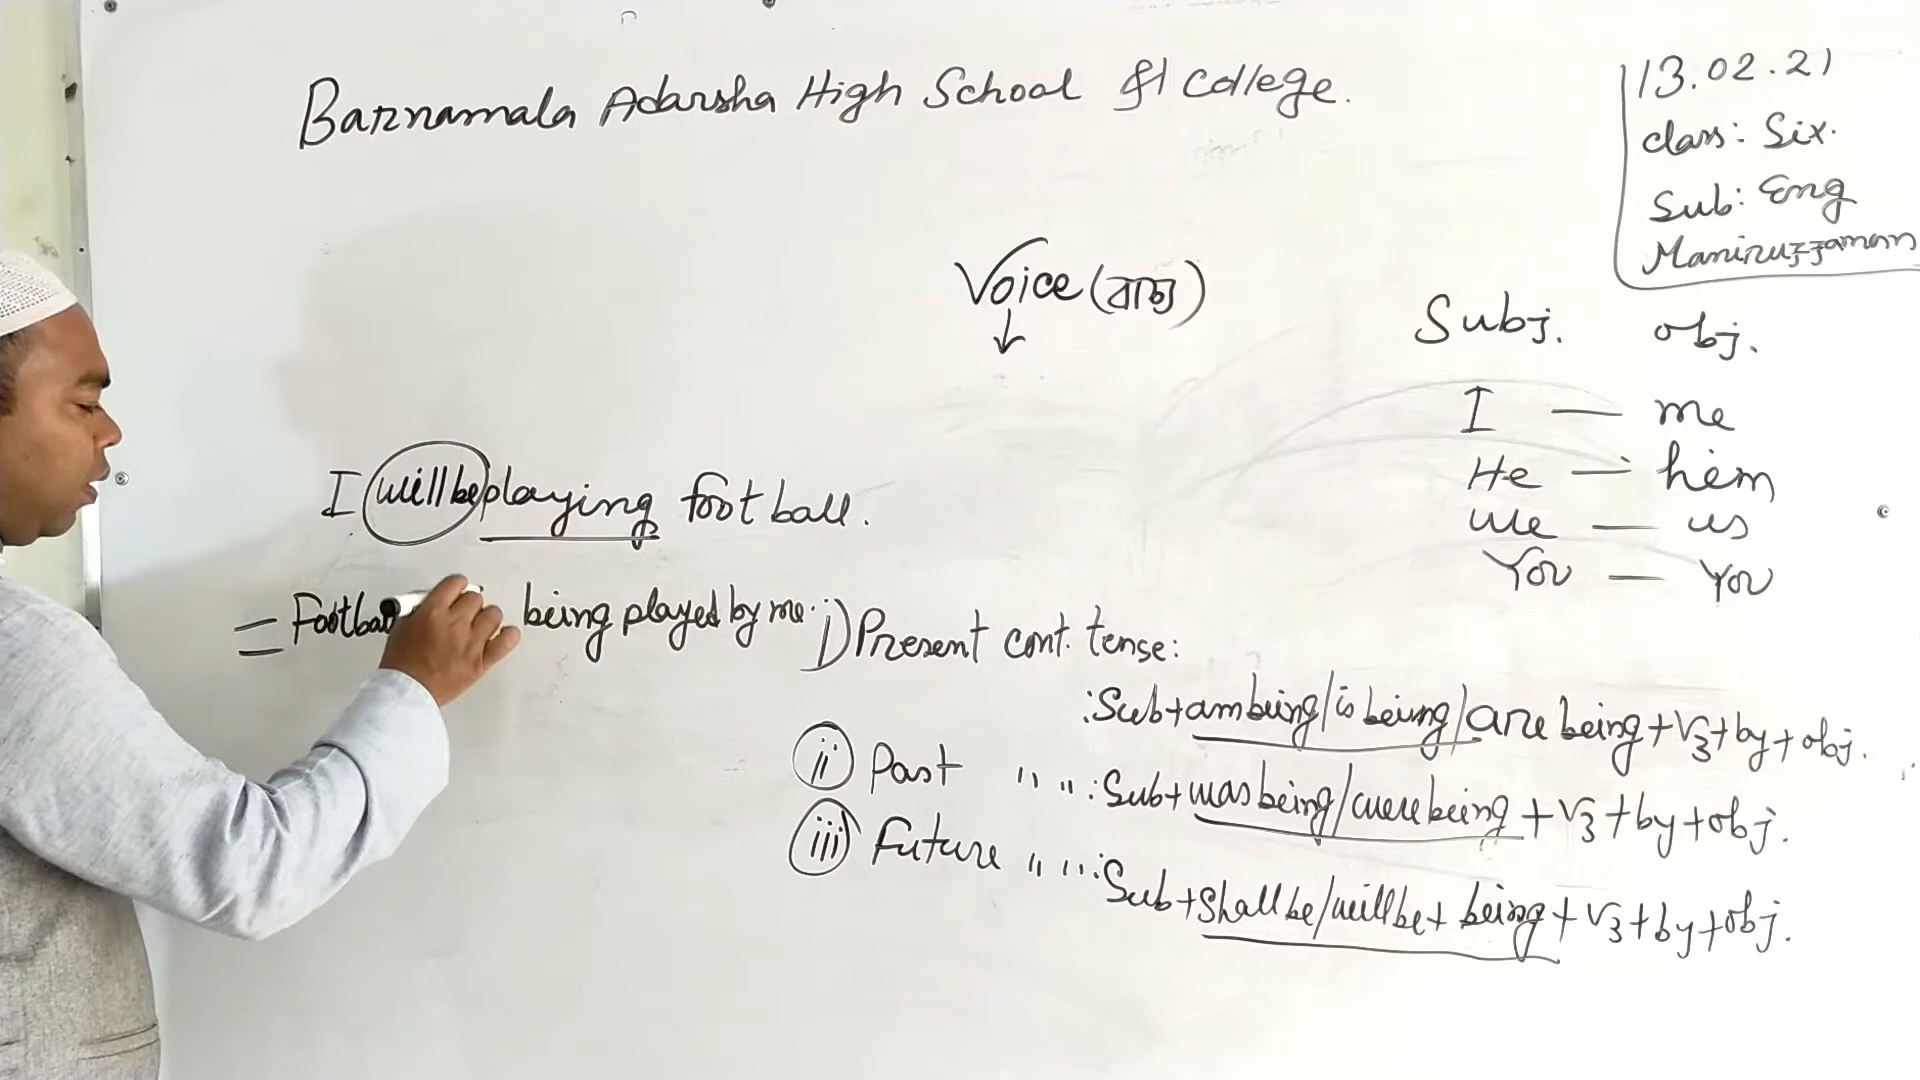 Barnamala Adarsha High School & College.
13.02.21
class: Six.
Sub: Eng
Maniruzzaman
Voice (বাচ্য)
Subj. obj.
I — me
He — him
We — us
You — You
I will be playing football.
= Footba being played by me.
i) Present cont. tense:
:Sub+am being/is being/are being+V3+by+obj.
ii) Past " " :Sub+was being/were being+V3+by+obj.
iii) Future " " :Sub+shall be/will be+being+V3+by+obj.